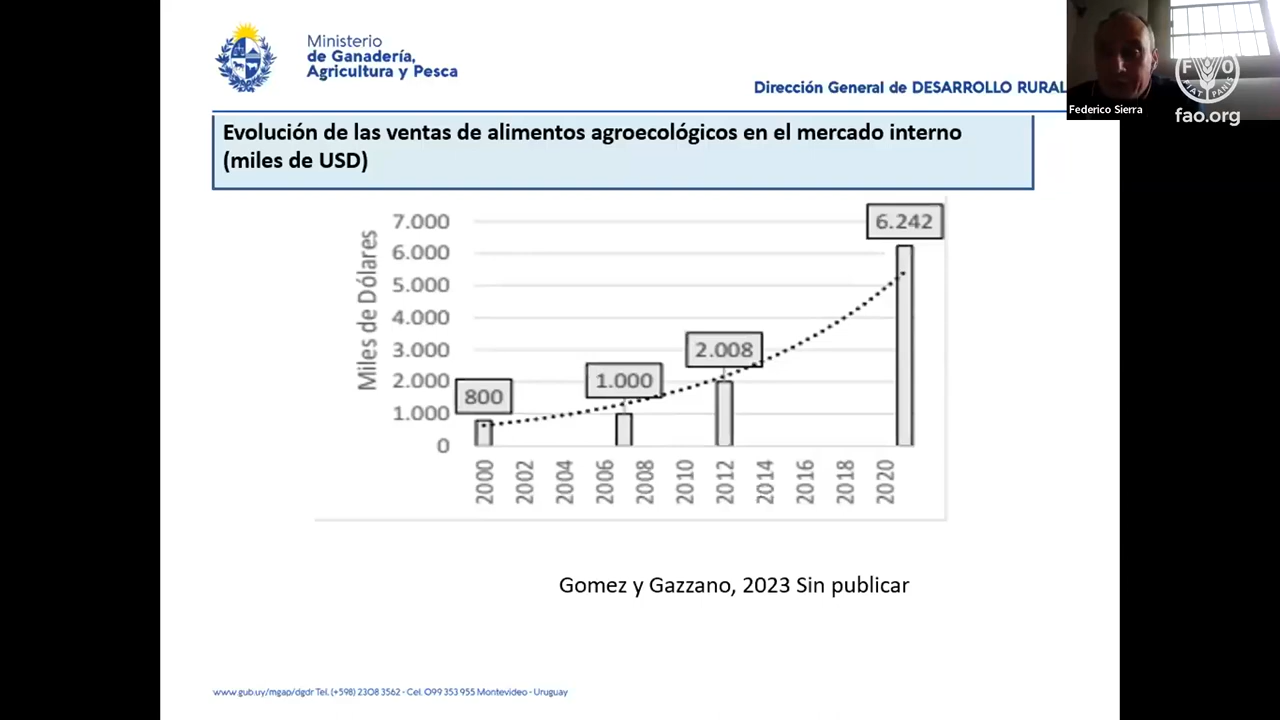 Ministerio
de Ganadería,
Agricultura y Pesca
Dirección General de DESARROLLO RURAL
Federico Sierra
FAO
FIAT PANIS
fao.org
Evolución de las ventas de alimentos agroecológicos en el mercado interno
(miles de USD)
Miles de Dólares
7.000
6.000
5.000
4.000
3.000
2.000
1.000
0
800
1.000
2.008
6.242
2000
2002
2004
2006
2008
2010
2012
2014
2016
2018
2020
Gomez y Gazzano, 2023 Sin publicar
www.gub.uy/mgap/dgdr Tel. (+598) 2308 3562 - Cel. 099 353 955 Montevideo - Uruguay